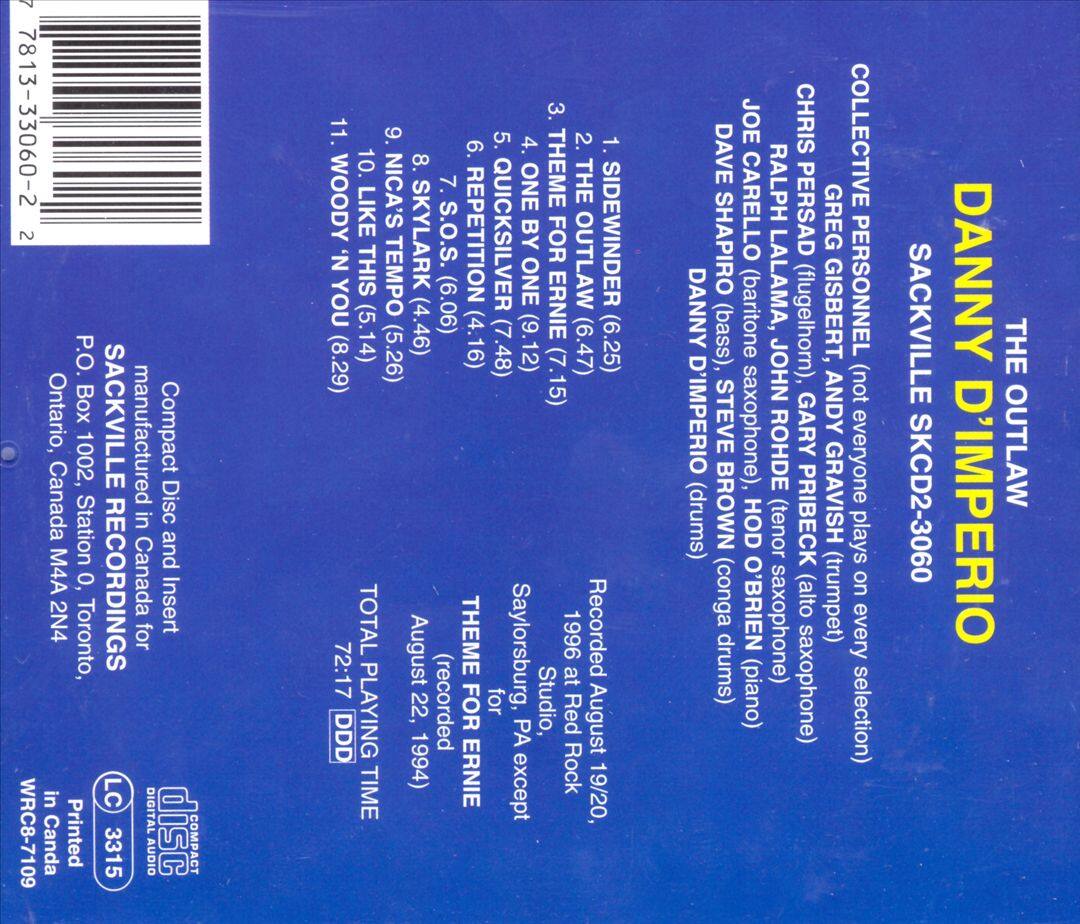 THE OUTLAW
DANNY D'IMPERIO
SACKVILLE SKCD2-3060
COLLECTIVE PERSONNEL (not everyone plays on every selection)
GREG GISBERT, ANDY GRAVISH (trumpet)
CHRIS PERSAD (flugelhorn), GARY PRIBECK (alto saxophone)
RALPH LALAMA, JOHN ROHDE (tenor saxophone)
JOE CARELLO (baritone saxophone), HOD O'BRIEN (piano)
DAVE SHAPIRO (bass), STEVE BROWN (conga drums)
DANNY D'IMPERIO (drums)
1. SIDEWINDER (6.25)
2. THE OUTLAW (6.47)
3. THEME FOR ERNIE (7.15)
4. ONE BY ONE (9.12)
5. QUICKSILVER (7.48)
6. REPETITION (4.16)
7. S.O.S. (6.06)
8. SKYLARK (4.46)
9. NICA'S TEMPO (5.26)
10. LIKE THIS (5.14)
11. WOODY 'N YOU (8.29)
Recorded August 19/20,
1996 at Red Rock
Studio,
Saylorsburg, PA except
for
THEME FOR ERNIE
(recorded
August 22, 1994)
TOTAL PLAYING TIME
72:17 DDD
7 7813-33060-2 2
Compact Disc and Insert
manufactured in Canada for
SACKVILLE RECORDINGS
P.O. Box 1002, Station 0, Toronto,
Ontario, Canada M4A 2N4
COMPACT
disc
DIGITAL AUDIO
LC 3315
Printed
in Canda
WRC8-7109